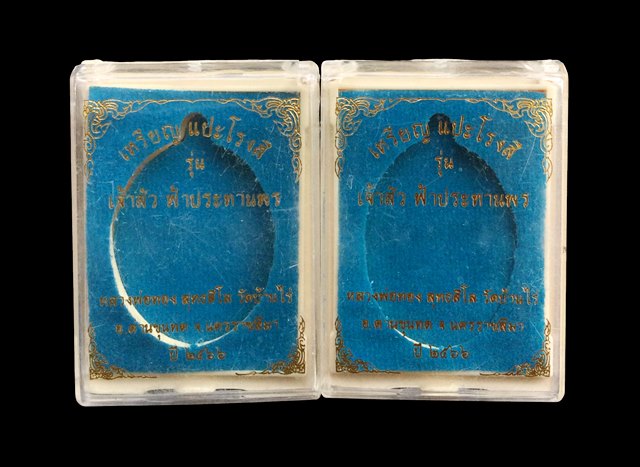 เหรียญ แปะโรงสี
รุ่น
เจ้าสัว ฟ้าประทานพร
หลวงพ่อทอง สุทธสีโล วัดบ้านไร่
อ.ด่านขุนทด จ.นครราชสีมา
ปี ๒๕๖๖
เหรียญ แปะโรงสี
รุ่น
เจ้าสัว ฟ้าประทานพร
หลวงพ่อทอง สุทธสีโล วัดบ้านไร่
อ.ด่านขุนทด จ.นครราชสีมา
ปี ๒๕๖๖